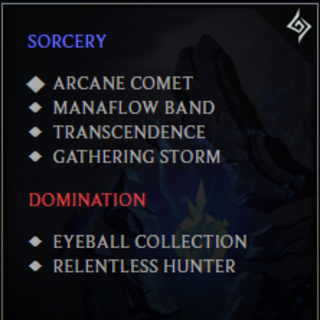 SORCERY
ARCANE COMET
MANAFLOW BAND
TRANSCENDENCE
GATHERING STORM
DOMINATION
EYEBALL COLLECTION
RELENTLESS HUNTER